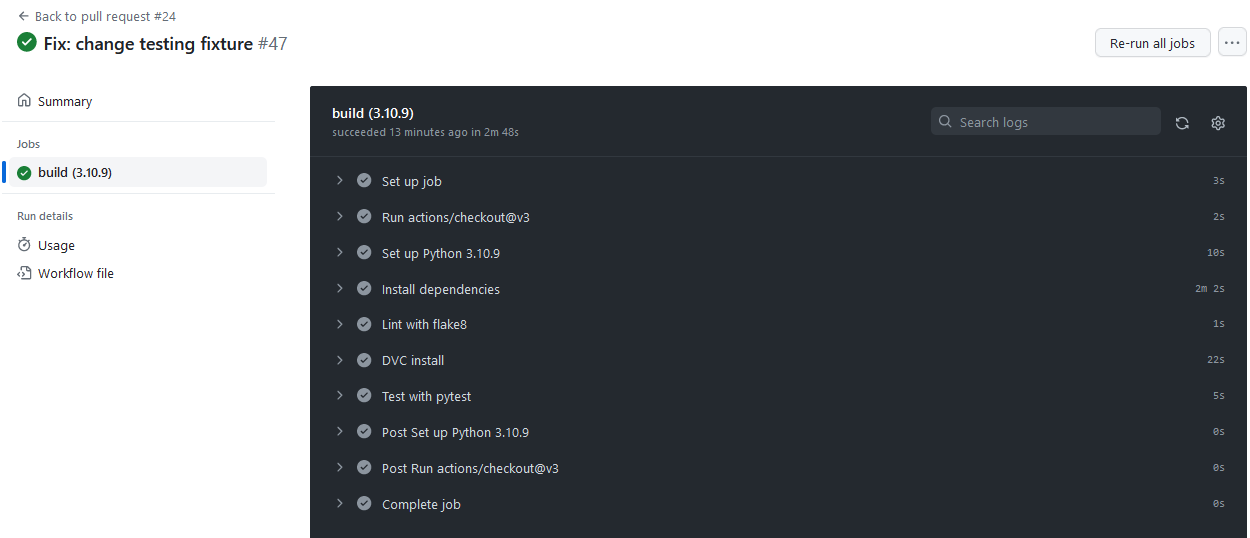 Back to pull request #24
Fix: change testing fixture #47
Re-run all jobs
Summary
Jobs
build (3.10.9)
Run details
Usage
Workflow file
build (3.10.9)
succeeded 13 minutes ago in 2m 48s
Search logs
Set up job 3s
Run actions/checkout@v3 2s
Set up Python 3.10.9 10s
Install dependencies 2m 2s
Lint with flake8 1s
DVC install 22s
Test with pytest 5s
Post Set up Python 3.10.9 0s
Post Run actions/checkout@v3 0s
Complete job 0s